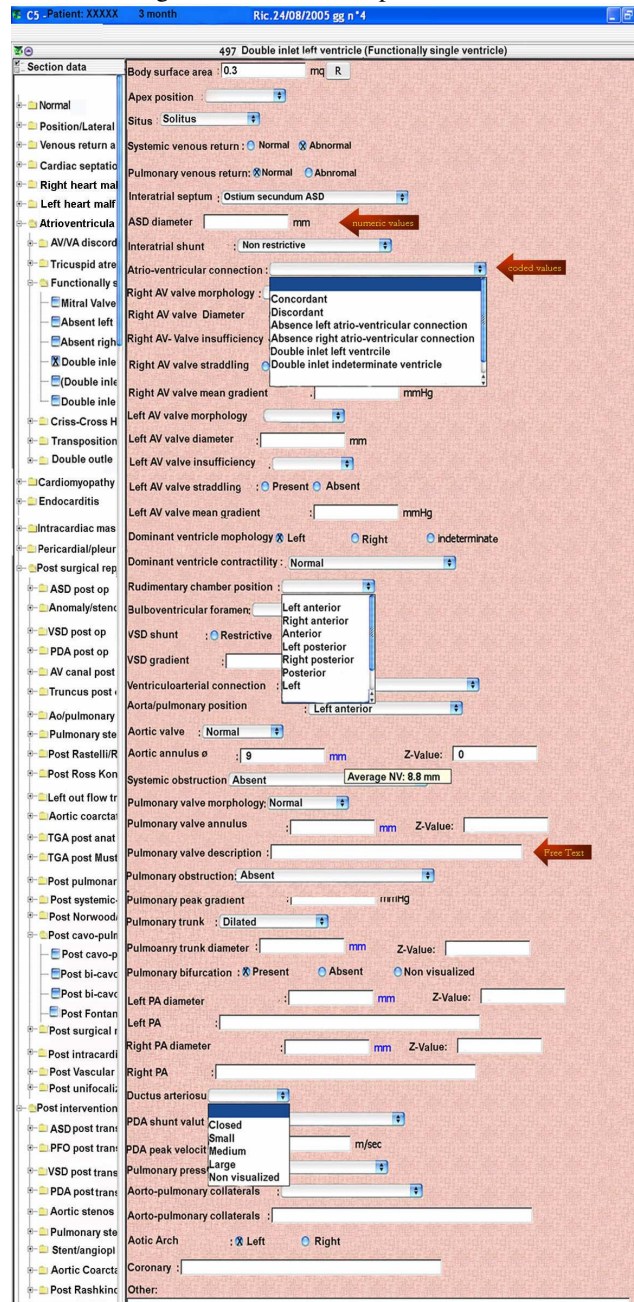 C5 -Patient: XXXXX 3 month Ric.24/08/2005 gg n°4
497 Double inlet left ventricle (Functionally single ventricle)
Section data
Normal
Position/Lateral
Venous return a
Cardiac septatio
Right heart mal
Left heart malf
Atrioventricula
AV/VA discord
Tricuspid atre
Functionally s
Mitral Valve
Absent left
Absent righ
Double inle
(Double inle
Double inle
Criss-Cross H
Transposition
Double outle
Cardiomyopathy
Endocarditis
Intracardiac mas
Pericardial/pleur
Post surgical rep
ASD post op
Anomaly/stenc
VSD post op
PDA post op
AV canal post
Truncus post
Ao/pulmonary
Pulmonary ste
Post Rastelli/R
Post Ross Kon
Left out flow tr
Aortic coarctat
TGA post anat
TGA post Must
Post pulmonar
Post systemic-
Post Norwood/
Post cavo-pulm
Post cavo-p
Post bi-cavc
Post bi-cavc
Post Fontan
Post surgical r
Post intracardi
Post Vascular
Post unifocaliz
Post intervention
ASD post trans
PFO post trans
VSD post trans
PDA post trans
Aortic stenos
Pulmonary ste
Stent/angiopl
Aortic Coarcta
Post Rashkind
Body surface area : 0.3 mq R
Apex position :
Situs : Solitus
Systemic venous return : Normal Abnormal
Pulmonary venous return: Normal Abnromal
Interatrial septum : Ostium secundum ASD
ASD diameter mm numeric values
Interatrial shunt : Non restrictive
Atrio-ventricular connection : coded values
Right AV valve morphology :
Concordant
Discordant
Right AV valve Diameter
Absence left atrio-ventricular connection
Right AV- Valve insufficiency
Absence right atrio-ventricular connection
Double inlet left ventrcile
Right AV valve straddling
Double inlet indeterminate ventricle
Right AV valve mean gradient : mmHg
Left AV valve morphology
Left AV valve diameter : mm
Left AV valve insufficiency .
Left AV valve straddling : Present Absent
Left AV valve mean gradient : mmHg
Dominant ventricle mophology Left Right indeterminate
Dominant ventricle contractility : Normal
Rudimentary chamber position :
Bulboventricular foramen:
Left anterior
Right anterior
Anterior
VSD shunt : Restrictive
Left posterior
Right posterior
VSD gradient :
Posterior
Left
Ventriculoarterial connection :
Aorta/pulmonary position : Left anterior
Aortic valve : Normal
Aortic annulus ø : 9 mm Z-Value: 0
Average NV: 8.8 mm
Systemic obstruction Absent
Pulmonary valve morphology: Normal
Pulmonary valve annulus : mm Z-Value:
Pulmonary valve description : Free Text
Pulmonary obstruction: Absent
Pulmonary peak gradient : mmHg
Pulmonary trunk : Dilated
Pulmoanry trunk diameter : mm Z-Value:
Pulmonary bifurcation : Present Absent Non visualized
Left PA diameter : mm Z-Value:
Left PA :
Right PA diameter : mm Z-Value:
Right PA :
Ductus arteriosu
PDA shunt valut
Closed
Small
PDA peak velocit m/sec
Medium
Large
Pulmonary press
Non visualized
Aorto-pulmonary collaterals :
Aorto-pulmonary collaterals :
Aotic Arch : Left Right
Coronary :
Other: